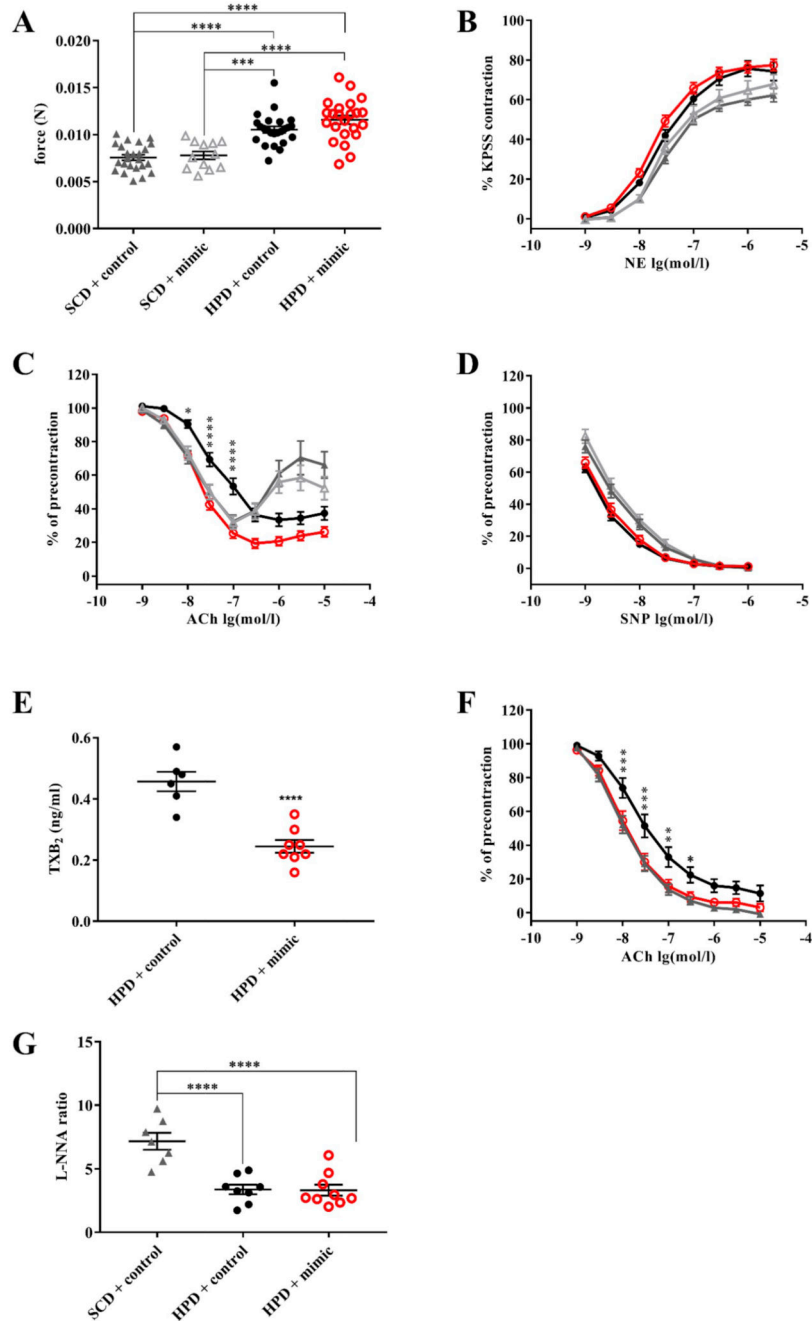 A
****
****
****
***
0.020
0.015
0.010
0.005
0.000
force (N)
SCD + control
SCD + mimic
HPD + control
HPD + mimic
B
100
80
60
40
20
0
% KPSS contraction
-10
-9
-8
-7
-6
-5
NE lg(mol/l)
C
120
100
80
60
40
20
0
% of precontraction
*
****
****
-10
-9
-8
-7
-6
-5
-4
ACh lg(mol/l)
D
120
100
80
60
40
20
0
% of precontraction
-10
-9
-8
-7
-6
-5
SNP lg(mol/l)
E
0.6
0.4
0.2
0.0
TXB2 (ng/ml)
****
HPD + control
HPD + mimic
F
120
100
80
60
40
20
0
% of precontraction
***
***
**
*
-10
-9
-8
-7
-6
-5
-4
ACh lg(mol/l)
G
15
10
5
0
L-NNA ratio
****
****
SCD + control
HPD + control
HPD + mimic